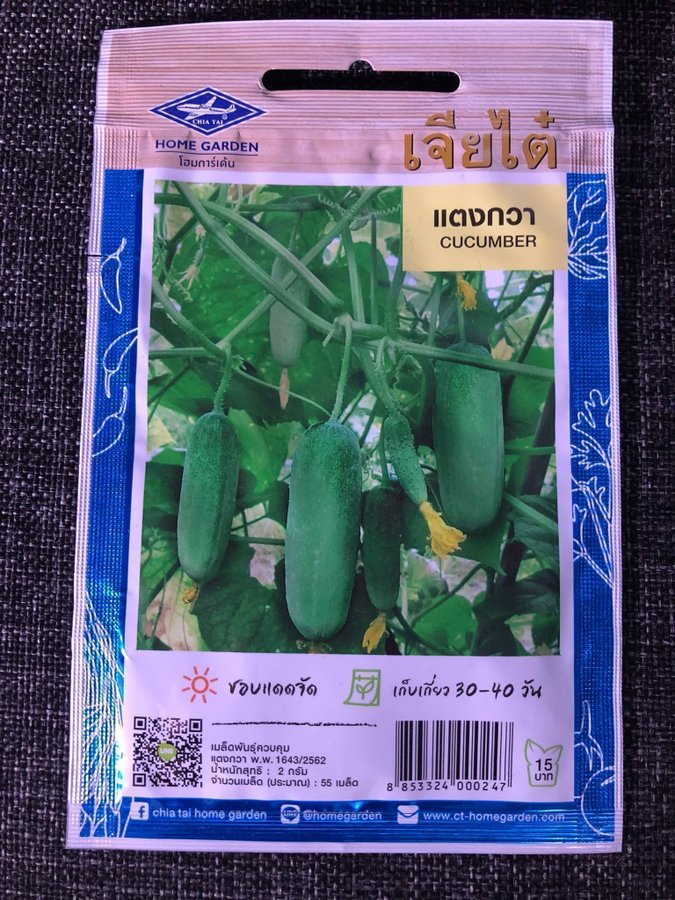 CHIA TAI ®
HOME GARDEN
โฮมการ์เด้น
เจียไต๋
แตงกวา
CUCUMBER
ชอบแดดจัด
เก็บเกี่ยว 30-40 วัน
LINE
เมล็ดพันธุ์ควบคุม
แตงกวา พ.พ. 1643/2562
น้ำหนักสุทธิ : 2 กรัม
จำนวนเมล็ด (ประมาณ) : 55 เมล็ด
8 853324 000247
15
บาท
chia tai home garden
@homegarden
www.ct-homegarden.com